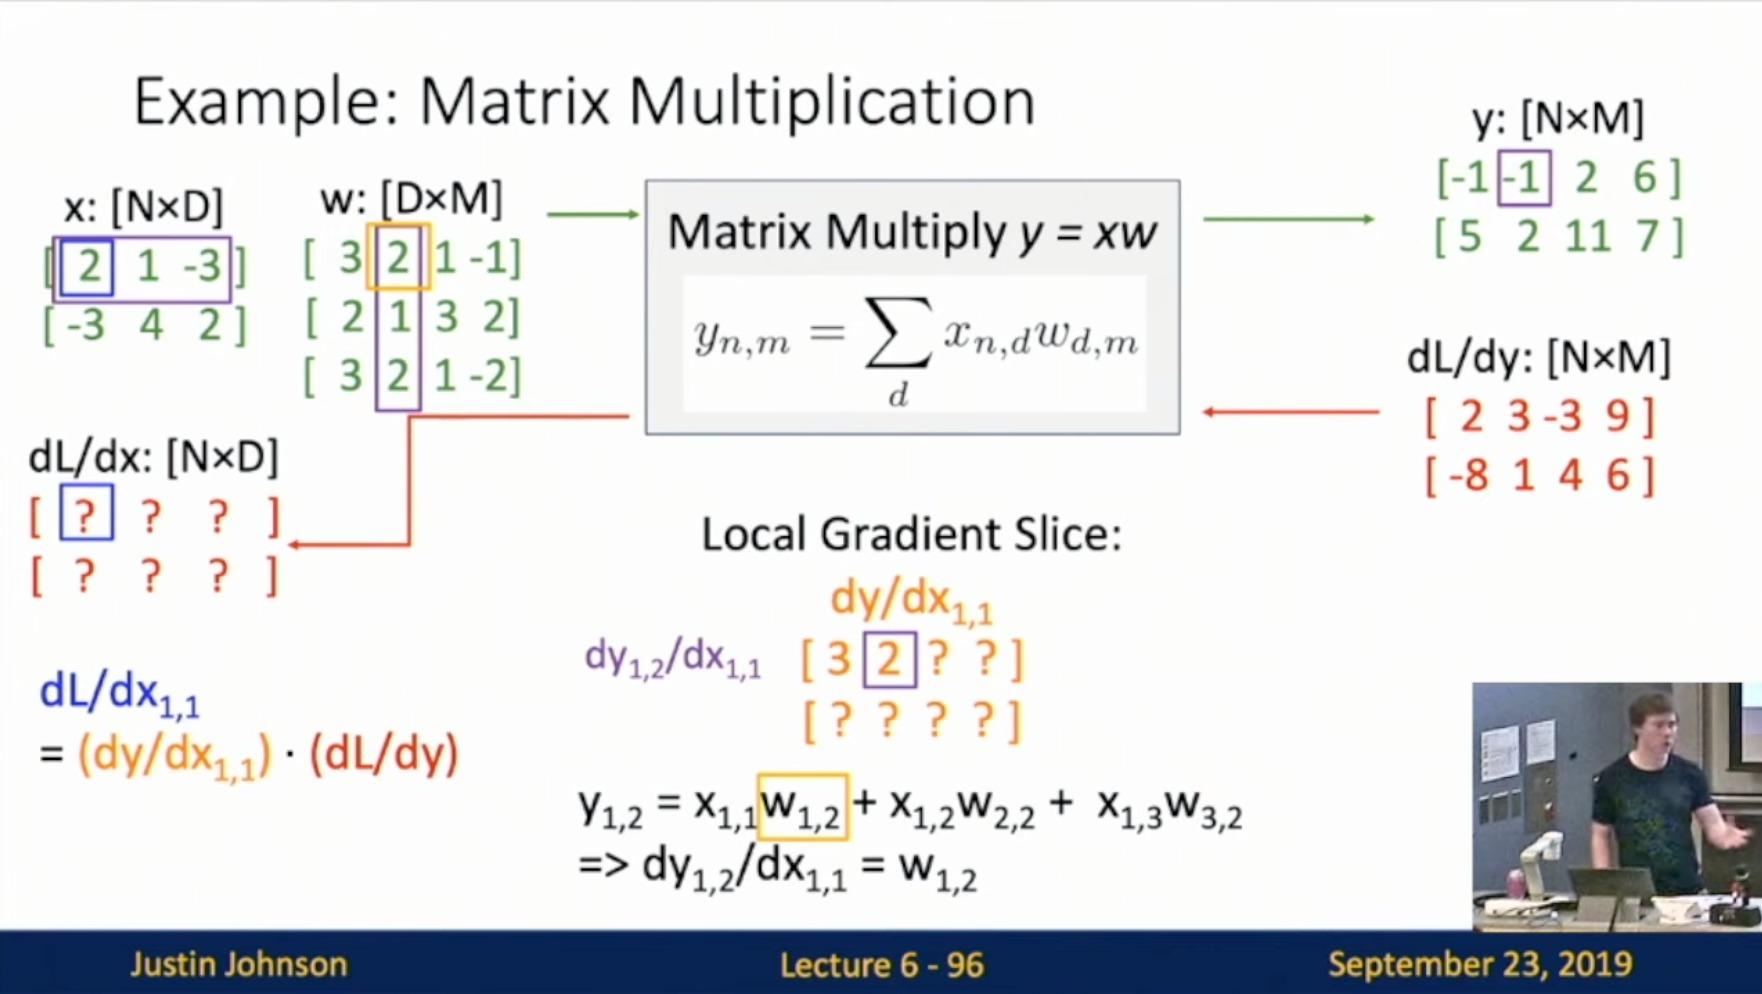 Example: Matrix Multiplication
x: [N×D]
[ 2 1 -3 ]
[ -3 4 2 ]
w: [D×M]
[ 3 2 1 -1]
[ 2 1 3 2]
[ 3 2 1 -2]
Matrix Multiply y = xw
y_{n,m} = ∑_d x_{n,d}w_{d,m}
y: [N×M]
[-1 -1 2 6 ]
[ 5 2 11 7 ]
dL/dy: [N×M]
[ 2 3 -3 9 ]
[ -8 1 4 6 ]
dL/dx: [N×D]
[ ? ? ? ]
[ ? ? ? ]
Local Gradient Slice:
dy/dx_{1,1}
dy_{1,2}/dx_{1,1} [ 3 2 ? ? ]
[ ? ? ? ? ]
dL/dx_{1,1}
= (dy/dx_{1,1}) · (dL/dy)
y_{1,2} = x_{1,1}w_{1,2} + x_{1,2}w_{2,2} + x_{1,3}w_{3,2}
=> dy_{1,2}/dx_{1,1} = w_{1,2}
Justin Johnson
Lecture 6 - 96
September 23, 2019